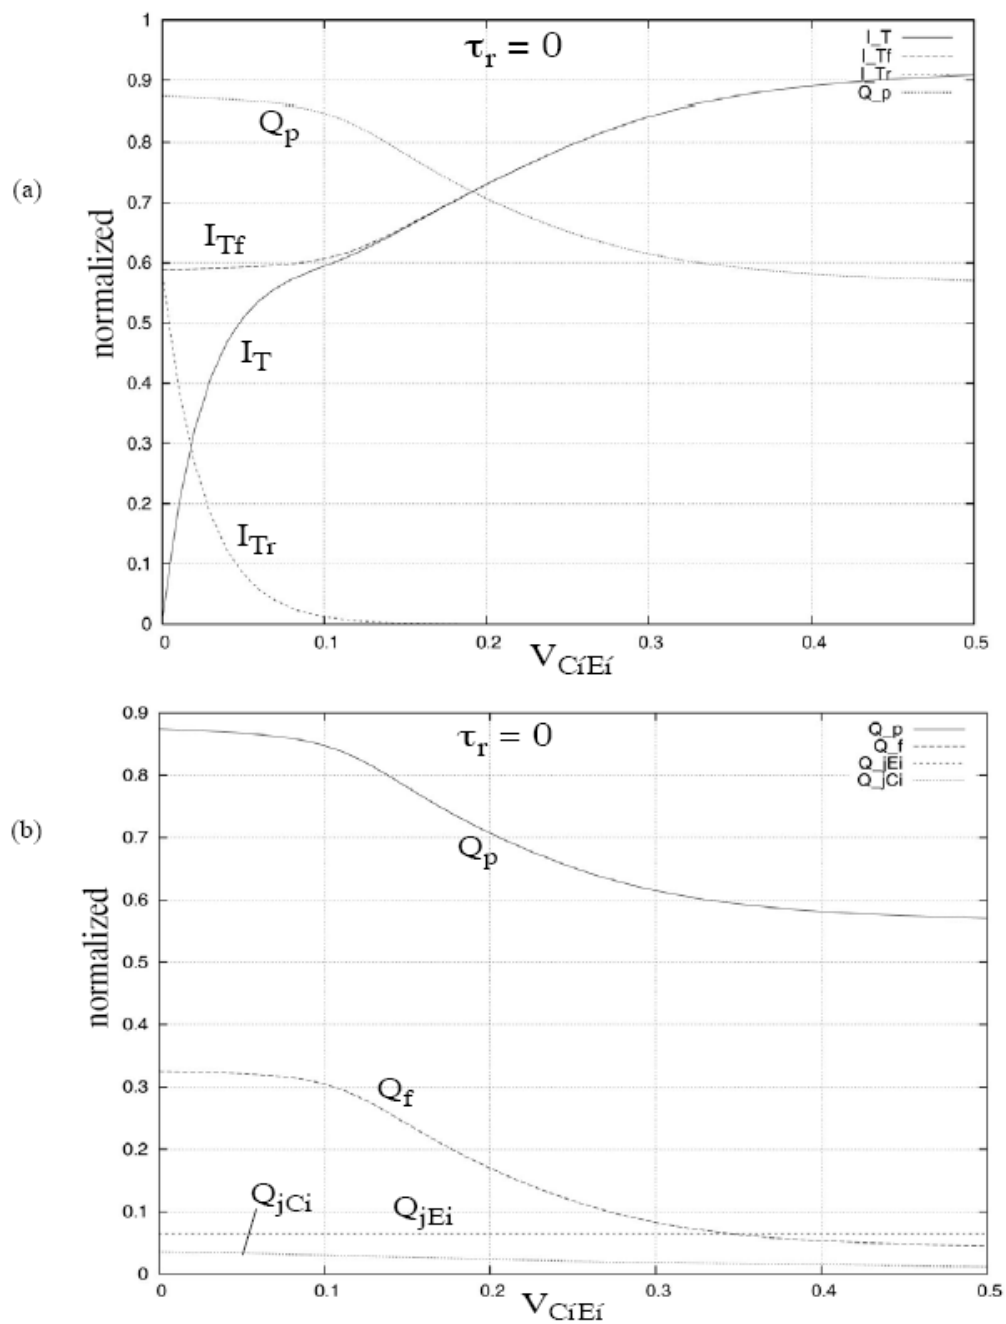 (a)
τr = 0
I_T
I_Tf
I_Tr
Q_p
1
0.9
0.8
0.7
0.6
0.5
0.4
0.3
0.2
0.1
0
normalized
Qp
ITf
IT
ITr
0 0.1 0.2 0.3 0.4 0.5
VCíEí
(b)
τr = 0
Q_p
Q_f
Q_jEi
Q_jCi
0.9
0.8
0.7
0.6
0.5
0.4
0.3
0.2
0.1
0
normalized
Qp
Qf
QjCi
QjEi
0 0.1 0.2 0.3 0.4 0.5
VCíEí